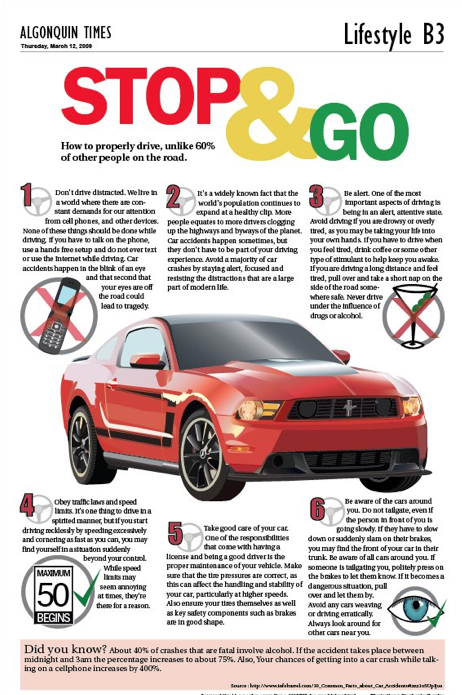 ALGONQUIN TIMES
Thursday, March 12, 2009
Lifestyle B3
STOP & GO
How to properly drive, unlike 60%
of other people on the road.
1
Don't drive distracted. We live in
a world where there are con-
stant demands for our attention
from cell phones, and other devices.
None of these things should be done while
driving. If you have to talk on the phone,
use a hands free setup and do not ever text
or use the Internet while driving. Car
accidents happen in the blink of an eye
and that second that
your eyes are off
the road could
lead to tragedy.
2
It's a widely known fact that the
world's population continues to
expand at a healthy clip. More
people equates to more drivers clogging
up the highways and byways of the planet.
Car accidents happen sometimes, but
they don't have to be part of your driving
experience. Avoid a majority of car
crashes by staying alert, focused and
resisting the distractions that are a large
part of modern life.
3
Be alert. One of the most
important aspects of driving is
being in an alert, attentive state.
Avoid driving if you are drowsy or overly
tired, as you may be taking your life into
your own hands. If you have to drive when
you feel tired, drink coffee or some other
type of stimulant to help keep you awake.
If you are driving a long distance and feel
tired, pull over and take a short nap on the
side of the road some-
where safe. Never drive
under the influence of
drugs or alcohol.
4
Obey traffic laws and speed
limits. It's one thing to drive in a
spirited manner, but if you start
driving recklessly by speeding excessively
and cornering as fast as you can, you may
find yourself in a situation suddenly
beyond your control.
While speed
limits may
seem annoying
at times, they're
there for a reason.
MAXIMUM
50
BEGINS
5
Take good care of your car.
One of the responsibilities
that come with having a
license and being a good driver is the
proper maintenance of your vehicle. Make
sure that the tire pressures are correct, as
this can affect the handling and stability of
your car, particularly at higher speeds.
Also ensure your tires themselves as well
as key safety components such as brakes
are in good shape.
6
Be aware of the cars around
you. Do not tailgate, even if
the person in front of you is
going slowly. If they have to slow
down or suddenly slam on their brakes,
you may find the front of your car in their
trunk. Be aware of all cars around you. If
someone is tailgating you, politely press on
the brakes to let them know. If it becomes a
dangerous situation, pull
over and let them by.
Avoid any cars weaving
or driving erratically.
Always look around for
other cars near you.
Did you know? About 40% of crashes that are fatal involve alcohol. If the accident takes place between
midnight and 3am the percentage increases to about 75%. Also, Your chances of getting into a car crash while talk-
ing on a cellphone increases by 400%.
Source :